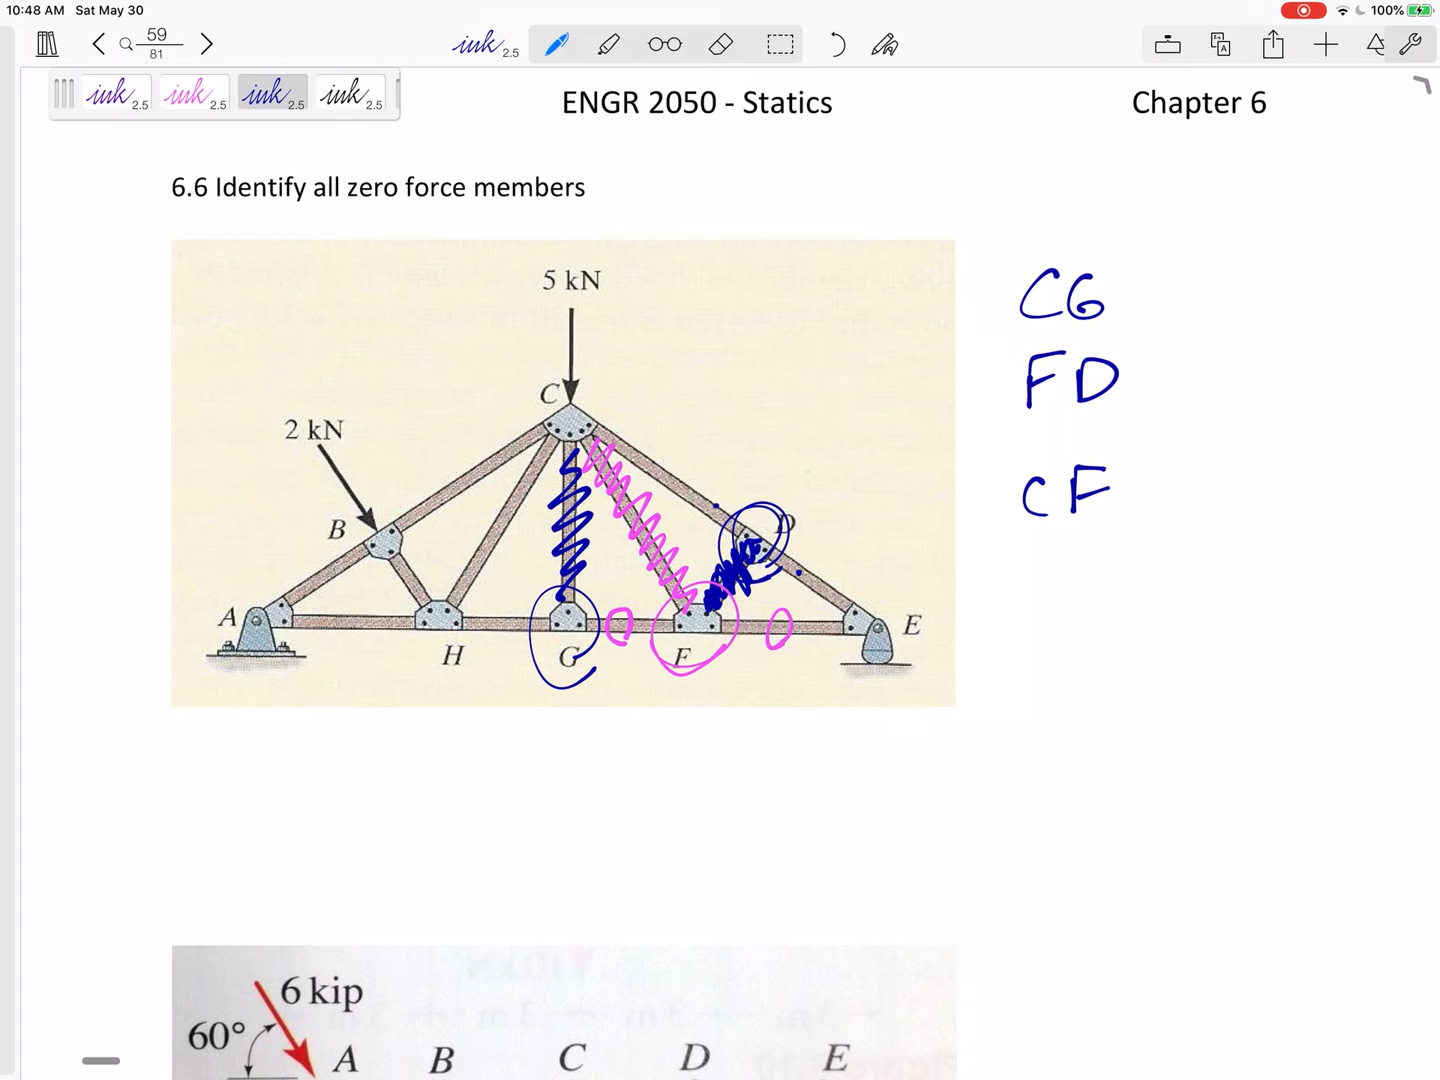 10:48 AM Sat May 30
100%
59
81
ink 2.5
ink 2.5
ink 2.5
ink 2.5
ink 2.5
ENGR 2050 - Statics
Chapter 6
6.6 Identify all zero force members
5 kN
CG
FD
CF
C
2 kN
B
D
A
E
H
G
F
0
0
6 kip
60°
A
B
C
D
E